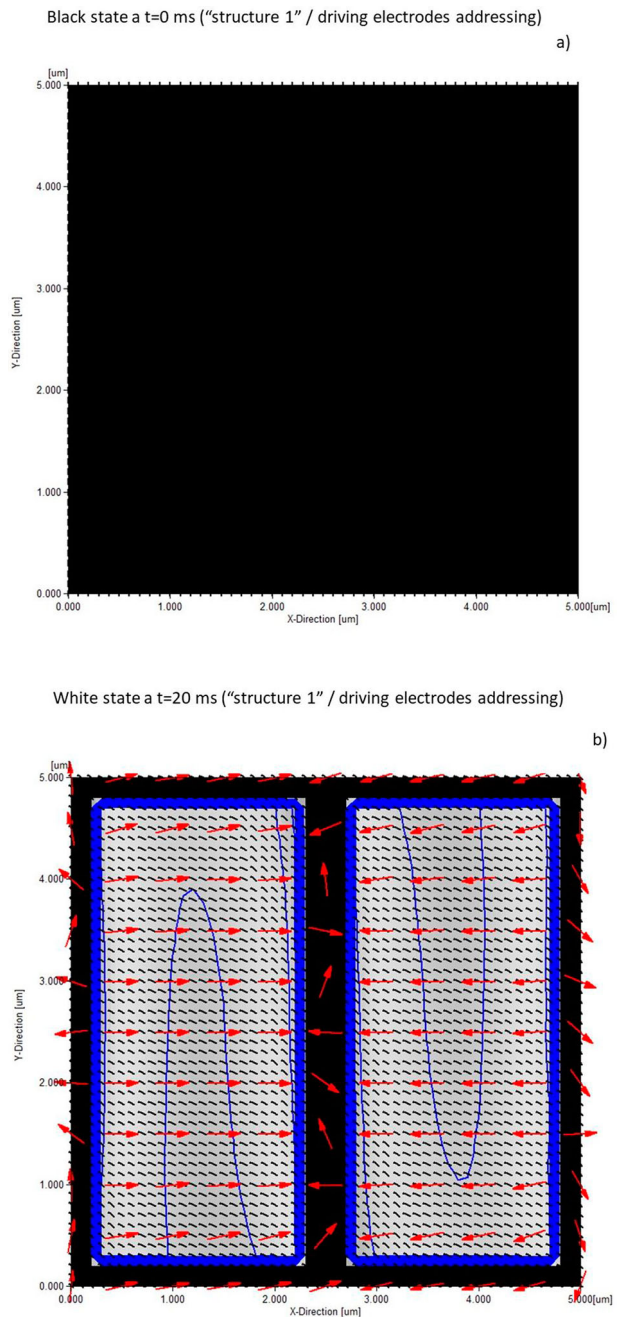 Black state a t=0 ms (“structure 1” / driving electrodes addressing)
a)
[um]
5.000
4.000
3.000
2.000
1.000
0.000
Y-Direction [um]
0.000 1.000 2.000 3.000 4.000 5.000[um]
X-Direction [um]
White state a t=20 ms (“structure 1” / driving electrodes addressing)
b)
[um]
5.000
4.000
3.000
2.000
1.000
0.000
Y-Direction [um]
0.000 1.000 2.000 3.000 4.000 5.000[um]
X-Direction [um]